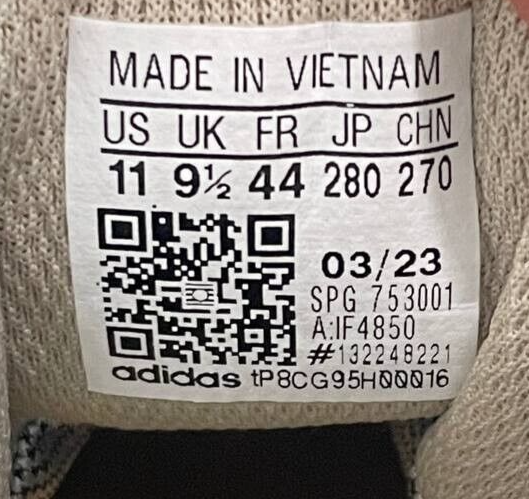 MADE IN VIETNAM
US UK FR JP CHN
11 9½ 44 280 270
03/23
SPG 753001
A:IF4850
#132248221
adidas tP8CG95H00016